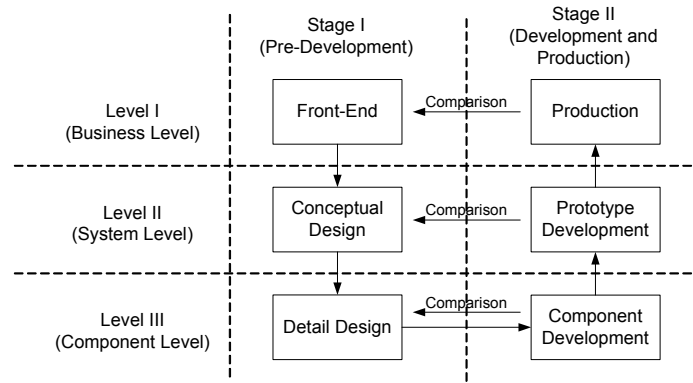 Stage I
(Pre-Development)
Stage II
(Development and
Production)
Level I
(Business Level)
Front-End
Comparison
Production
Level II
(System Level)
Conceptual
Design
Comparison
Prototype
Development
Level III
(Component Level)
Detail Design
Comparison
Component
Development